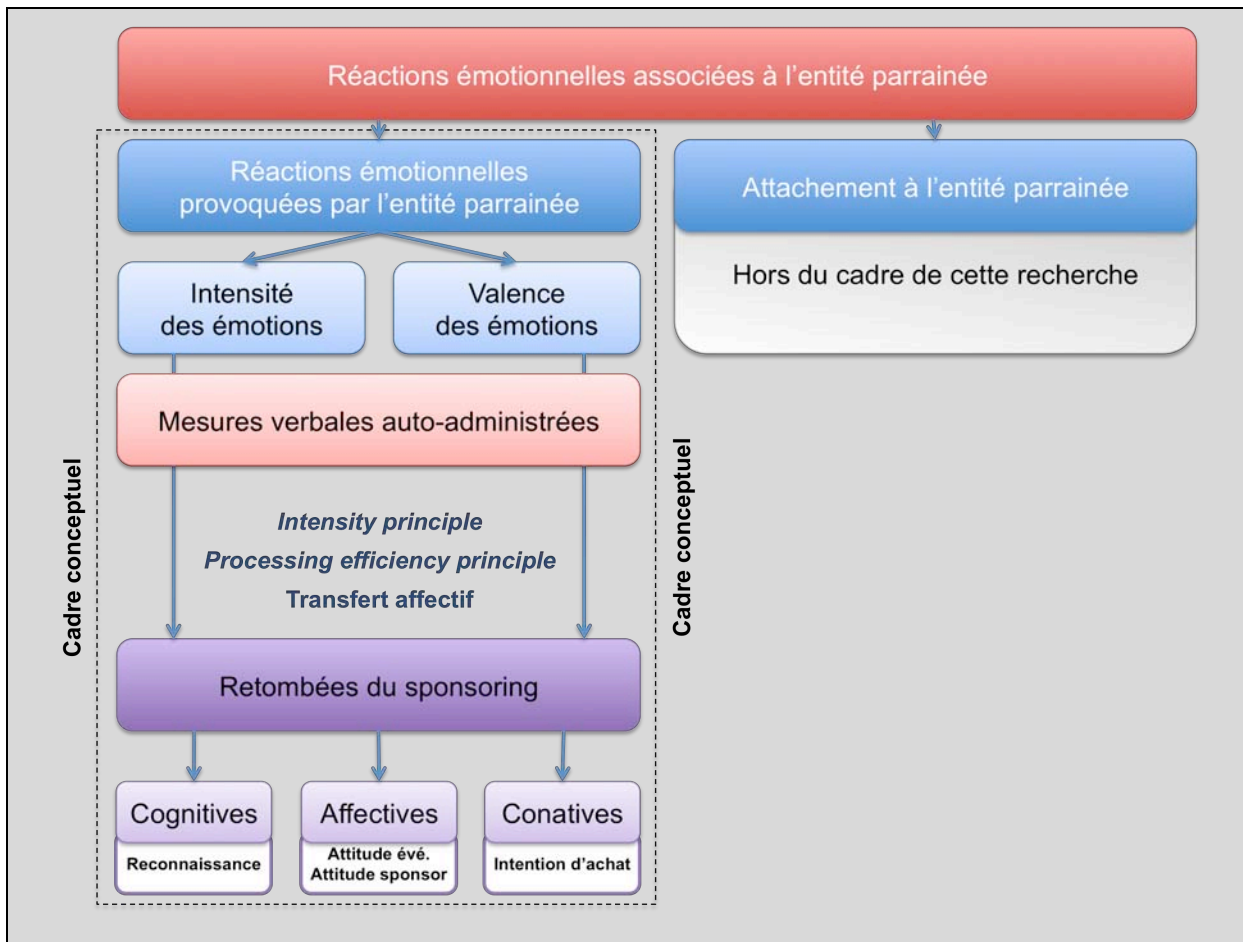 Réactions émotionnelles associées à l'entité parrainée
Réactions émotionnelles
provoquées par l'entité parrainée
Attachement à l'entité parrainée
Hors du cadre de cette recherche
Intensité
des émotions
Valence
des émotions
Mesures verbales auto-administrées
Cadre conceptuel
Cadre conceptuel
Intensity principle
Processing efficiency principle
Transfert affectif
Retombées du sponsoring
Cognitives
Reconnaissance
Affectives
Attitude évé.
Attitude sponsor
Conatives
Intention d'achat